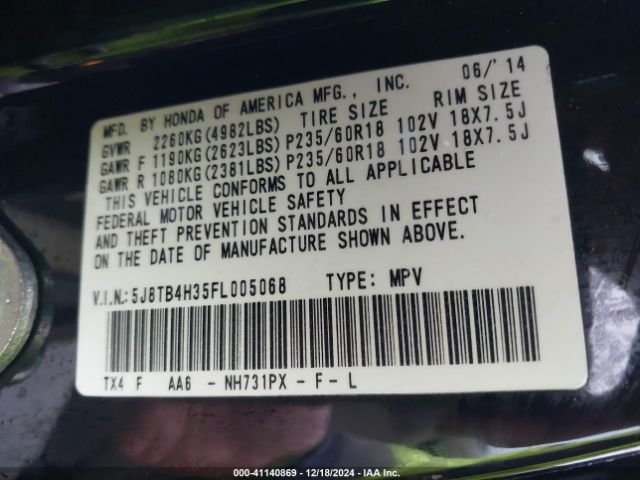 MFD. BY HONDA OF AMERICA MFG., INC. 06/'14
GVWR 2260KG(4982LBS) TIRE SIZE RIM SIZE
GAWR F 1190KG(2623LBS) P235/60R18 102V 18X7.5J
GAWR R 1080KG(2381LBS) P235/60R18 102V 18X7.5J
THIS VEHICLE CONFORMS TO ALL APPLICABLE
FEDERAL MOTOR VEHICLE SAFETY
AND THEFT PREVENTION STANDARDS IN EFFECT
ON THE DATE OF MANUFACTURE SHOWN ABOVE.
V.I.N.: 5J8TB4H35FL005068 TYPE: MPV
TX4 F AA6 - NH731PX - F - L
000-41140869 - 12/18/2024 - IAA Inc.